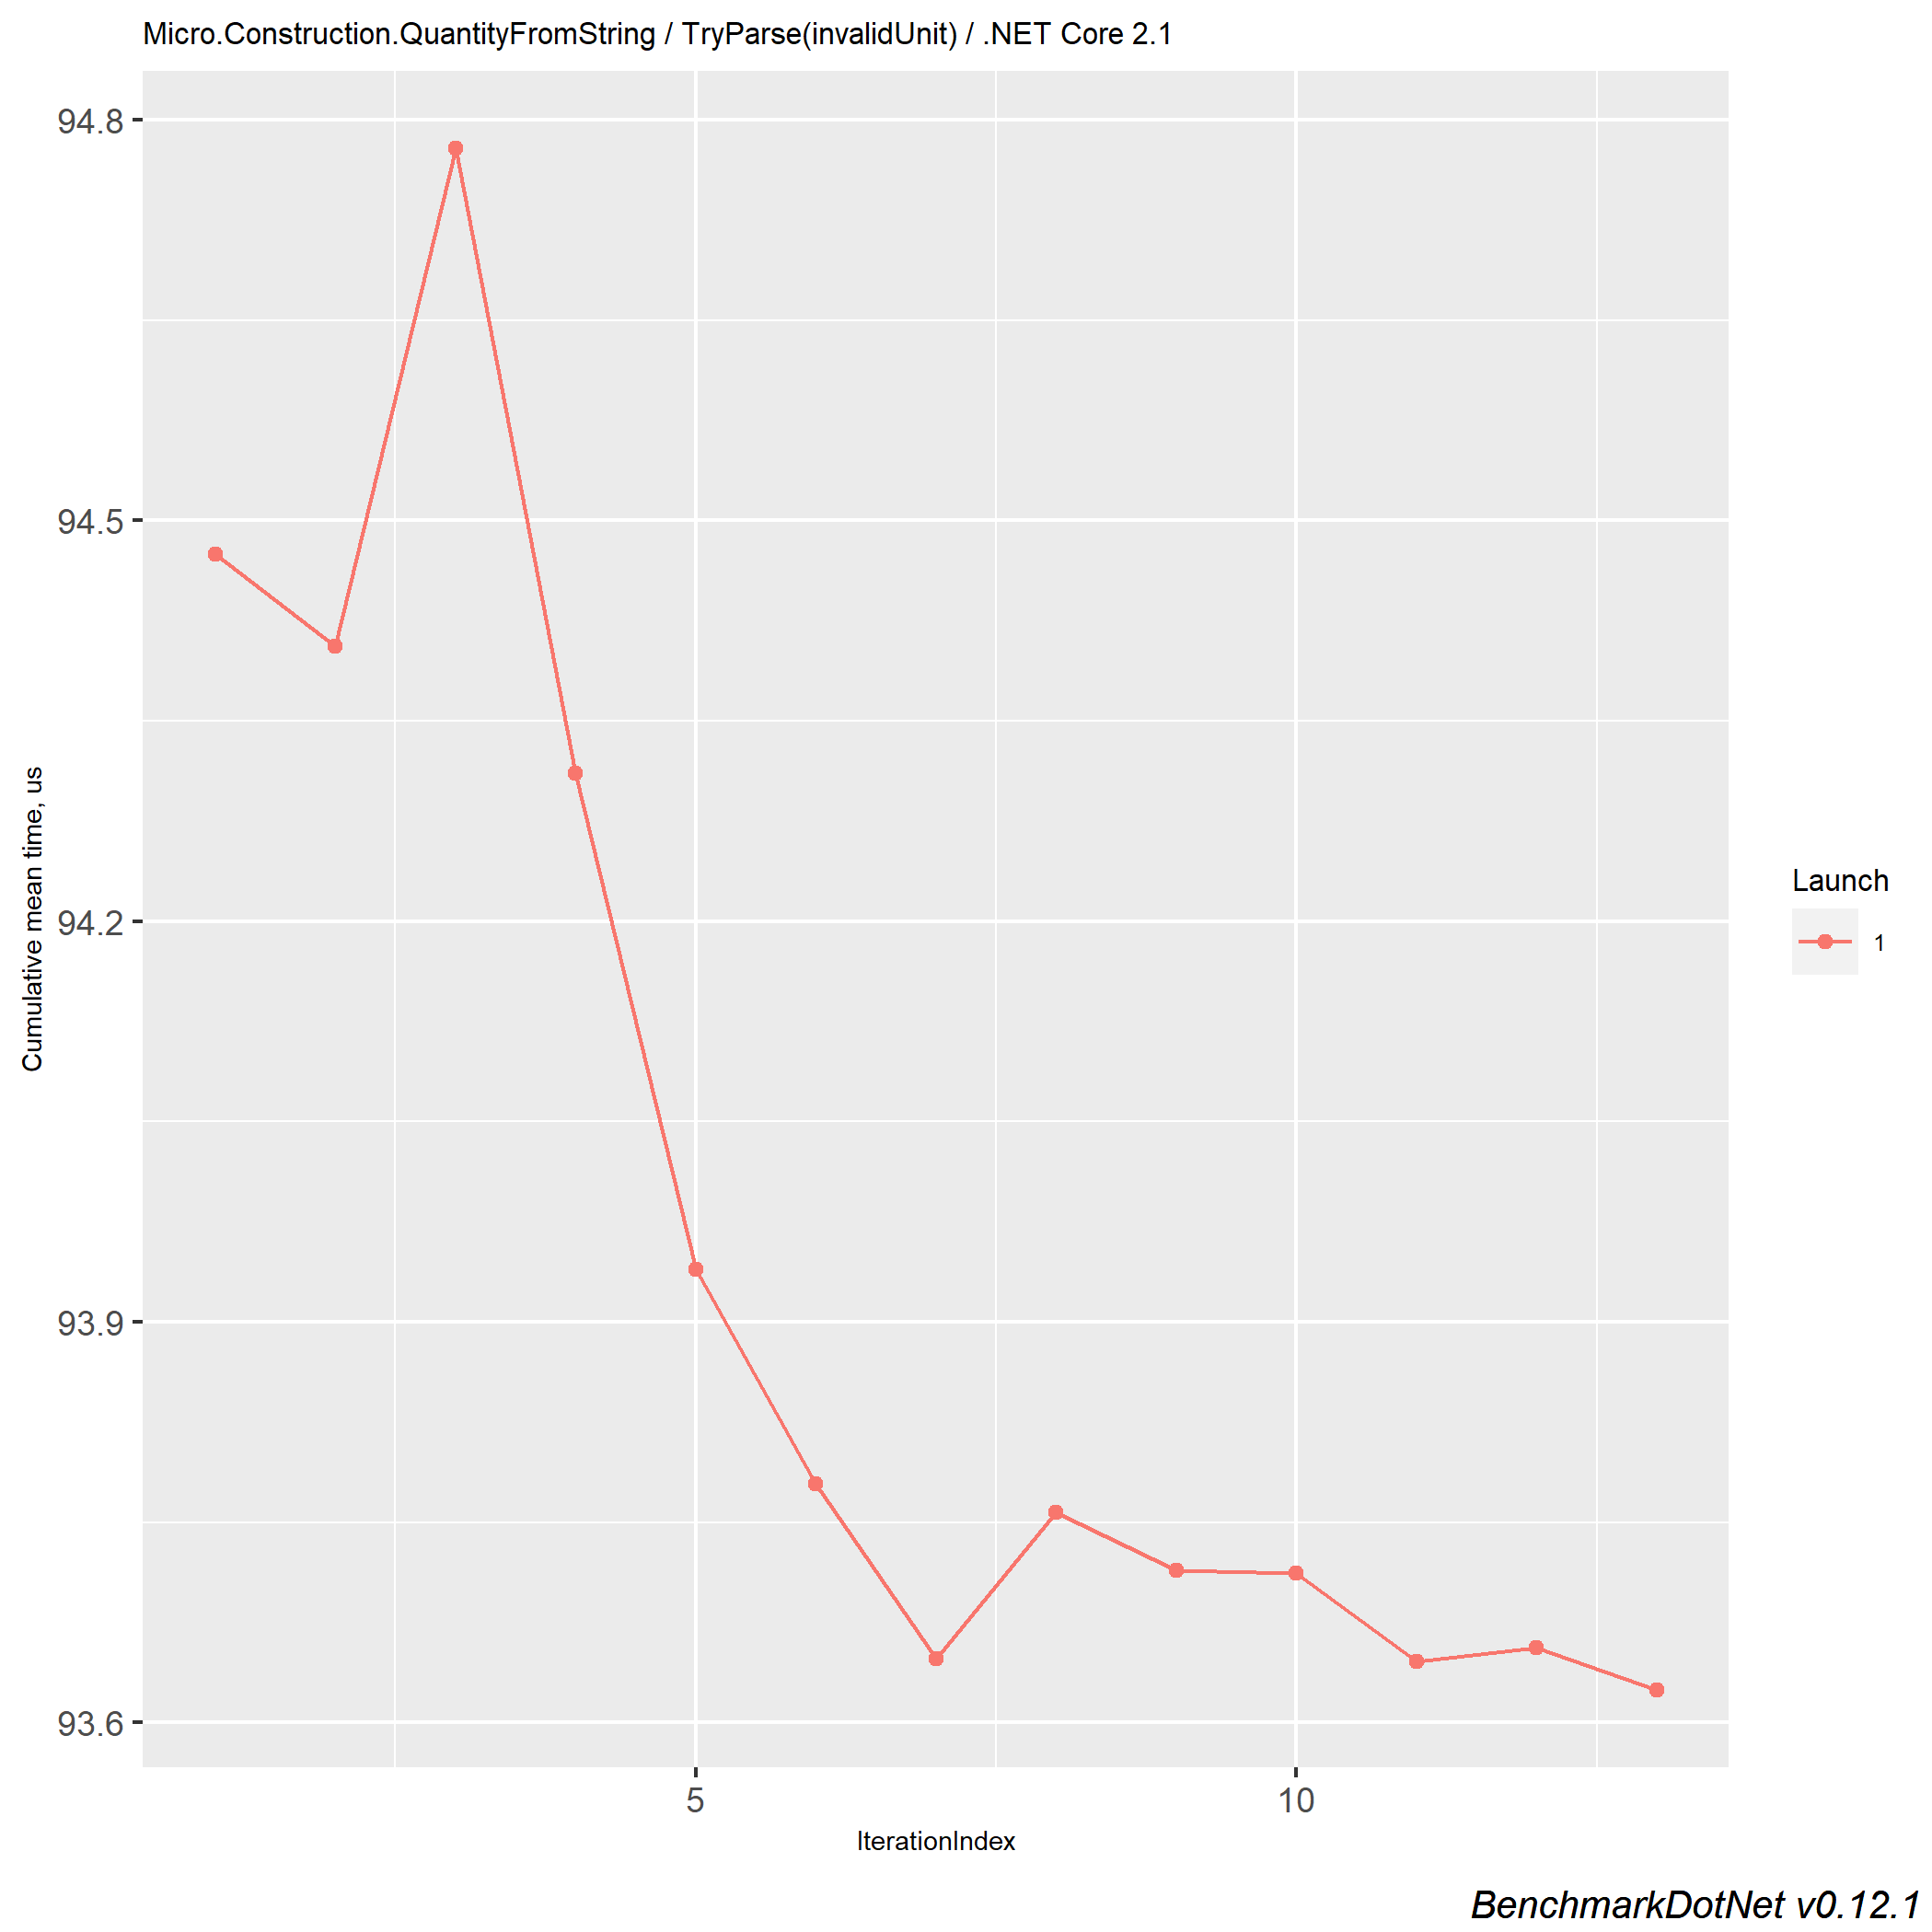 Micro.Construction.QuantityFromString / TryParse(invalidUnit) / .NET Core 2.1
94.8
94.5
94.2
93.9
93.6
Cumulative mean time, us
5
10
IterationIndex
Launch
1
BenchmarkDotNet v0.12.1